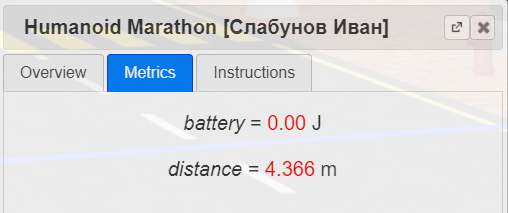 Humanoid Marathon [Слабунов Иван]
Overview Metrics Instructions
battery = 0.00 J
distance = 4.366 m